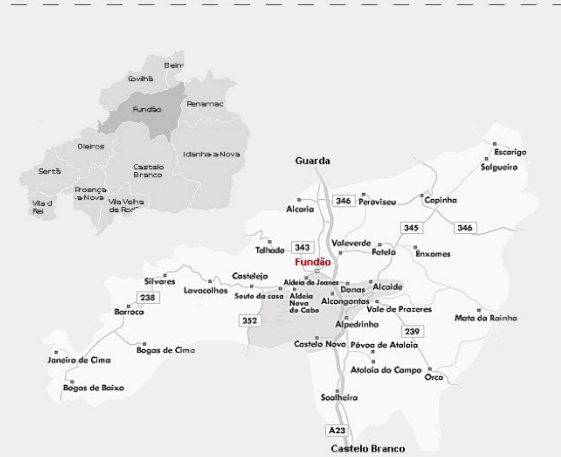 Belm
Covilhã
Fundão
Penamac
Oleiros
Idanha-a-Nova
Sertã
Castelo
Branco
Proença
-a-Nova
Vila d
Rei
Vila Velha
de Rod
Guarda
Escarigo
Salgueiro
346
Peroviseu
Capinha
Alcaria
345
346
Telhado
343
Valeverde
Fatela
Enxames
Fundão
Silvares
Castelejo
Aldeia de Joanes
Donas
Alcaide
Lavacolhos
Souto da casa
Aldeia
Nova
do Cabo
Alcongostas
Vale de Prazeres
238
Barroca
352
Alpedrinha
Mata da Rainha
239
Castelo Novo
Póvoa de Atalaia
Janeiro de Cima
Bogas de Cima
Atalaia do Campo
Orca
Bogas de Baixo
Soalheira
A23
Castelo Branco